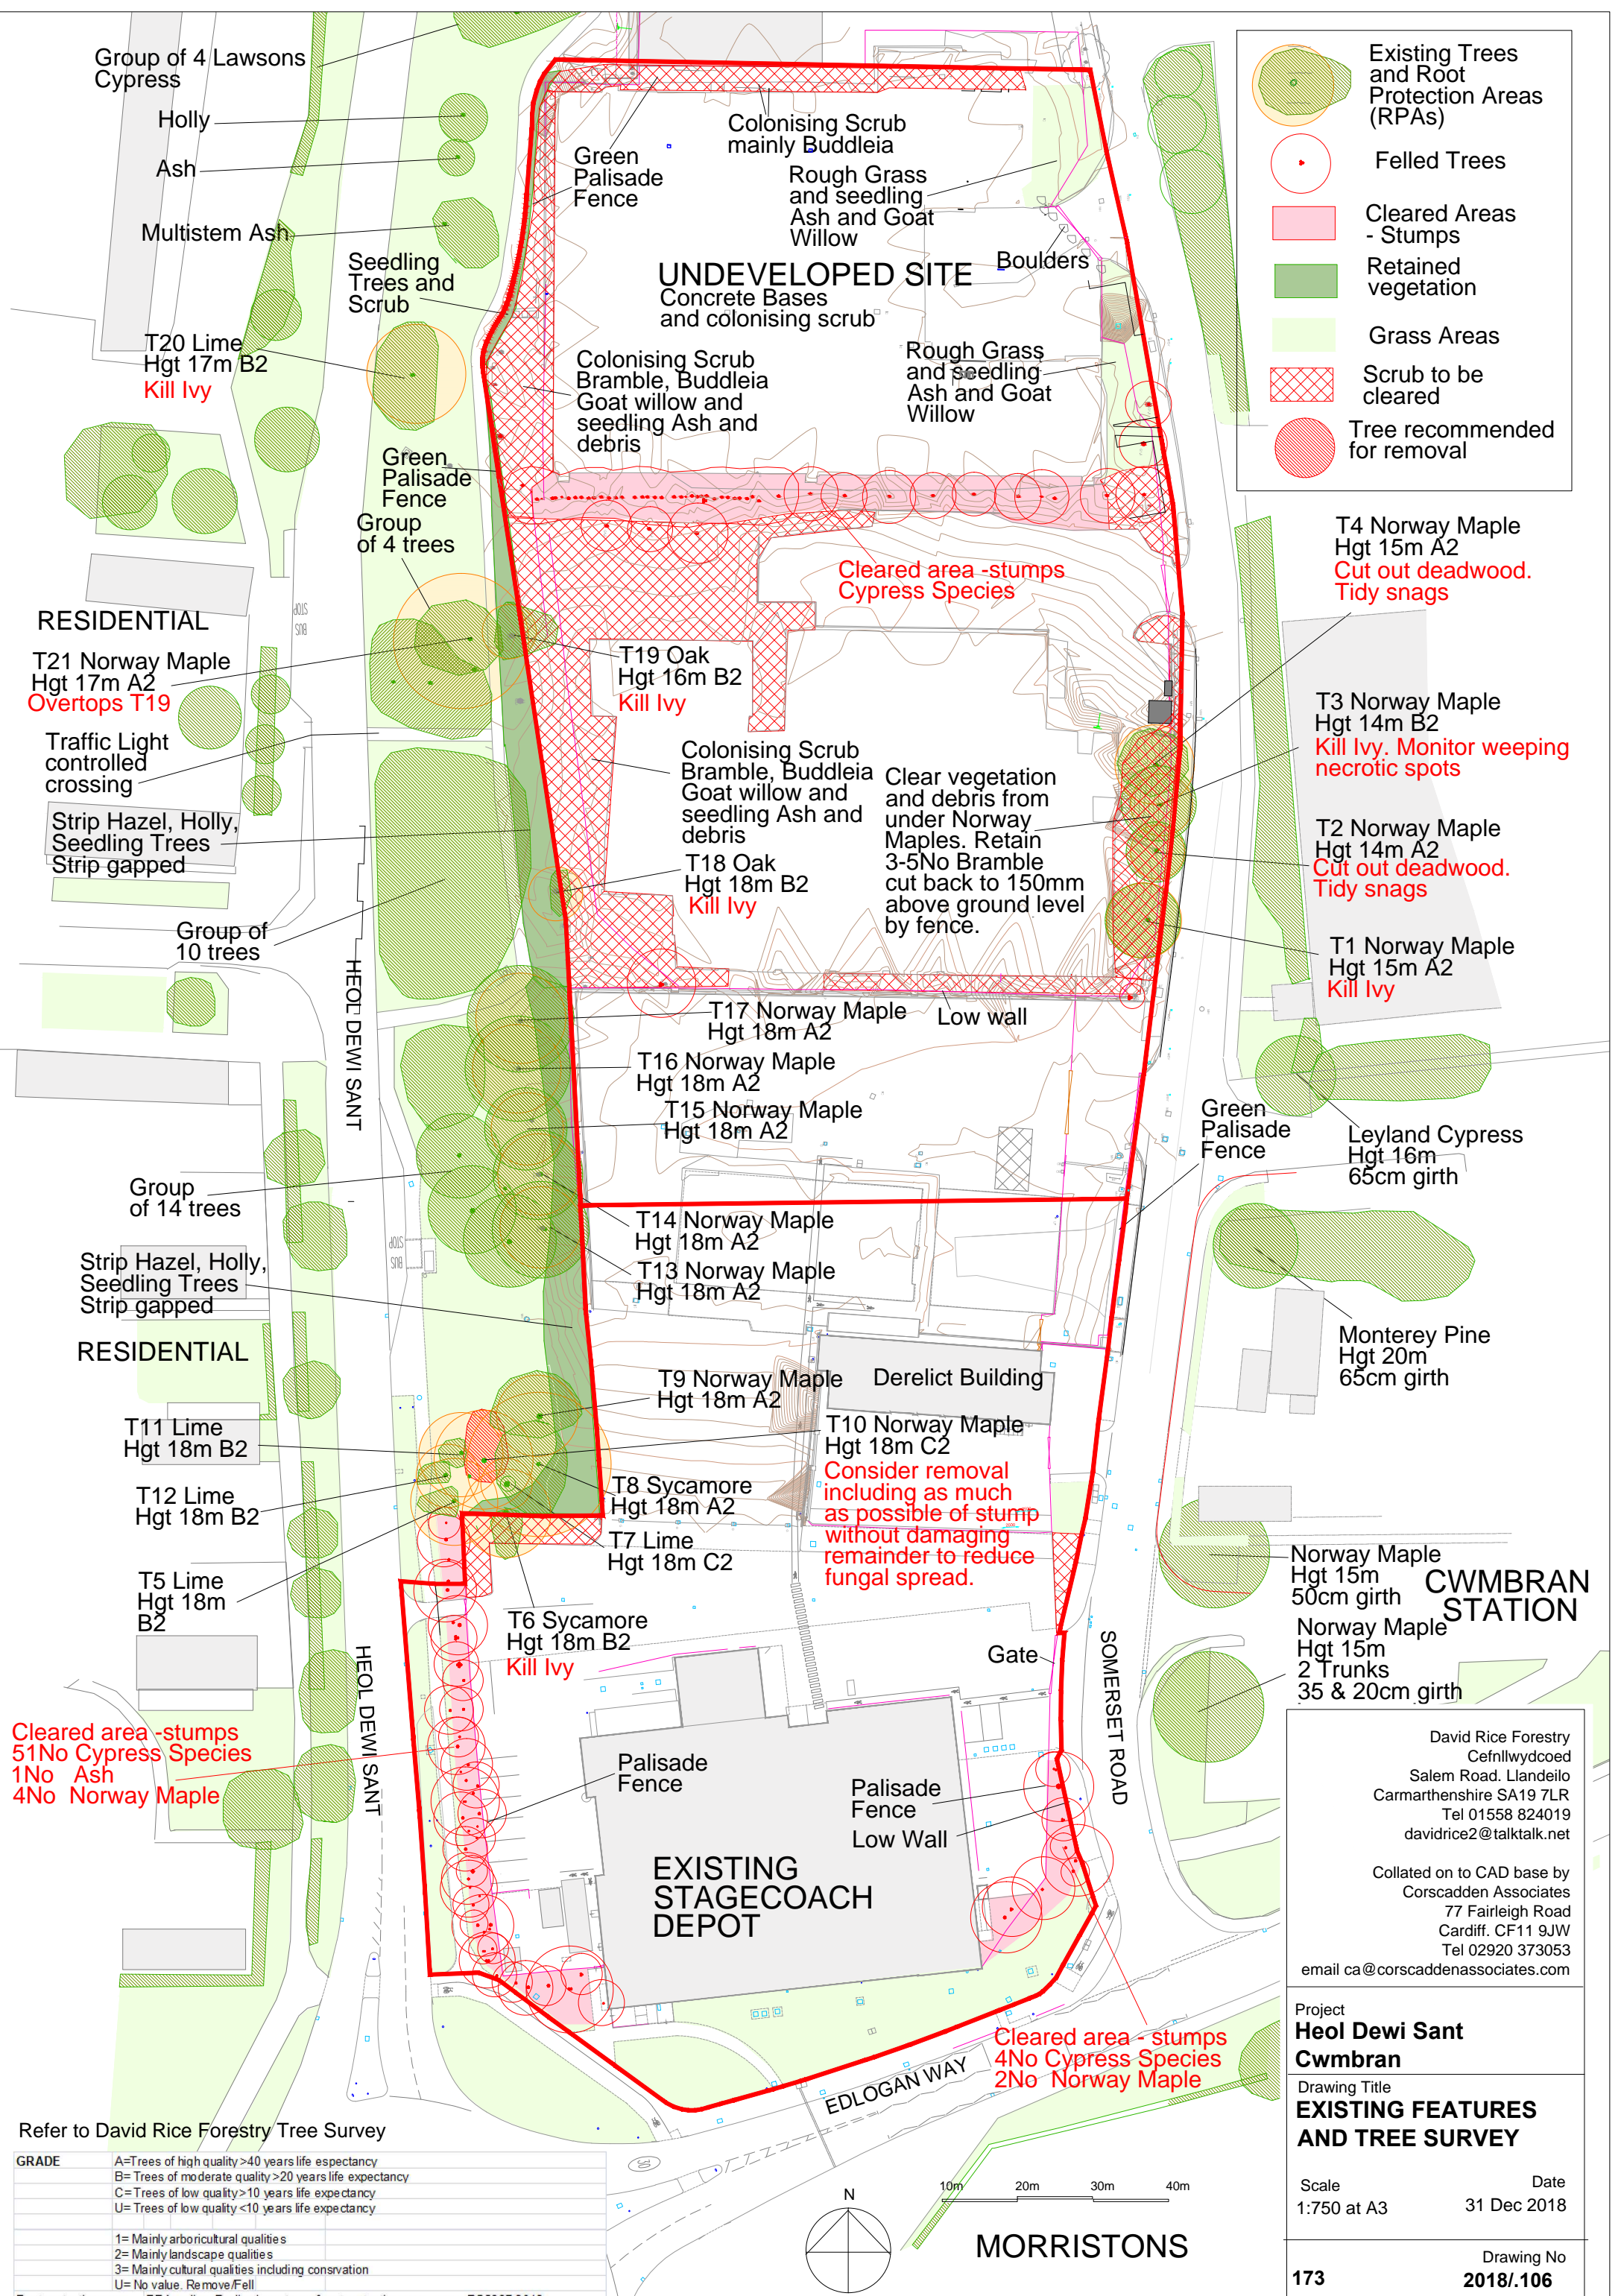 Group of 4 Lawsons
Cypress
Holly
Ash
Multistem Ash
Seedling
Trees and
Scrub
T20 Lime
Hgt 17m B2
Kill Ivy
Green
Palisade
Fence
Group
of 4 trees
RESIDENTIAL
T21 Norway Maple
Hgt 17m A2
Overtops T19
Traffic Light
controlled
crossing
Strip Hazel, Holly,
Seedling Trees
Strip gapped
Group of
10 trees
HEOL DEWI SANT
BUS
STOP
Group
of 14 trees
BUS
STOP
Strip Hazel, Holly,
Seedling Trees
Strip gapped
RESIDENTIAL
T11 Lime
Hgt 18m B2
T12 Lime
Hgt 18m B2
T5 Lime
Hgt 18m
B2
HEOL DEWI SANT
Cleared area -stumps
51No Cypress Species
1No Ash
4No Norway Maple
Green
Palisade
Fence
Colonising Scrub
mainly Buddleia
Rough Grass
and seedling
Ash and Goat
Willow
Boulders
UNDEVELOPED SITE
Concrete Bases
and colonising scrub
Colonising Scrub
Bramble, Buddleia
Goat willow and
seedling Ash and
debris
Rough Grass
and seedling
Ash and Goat
Willow
Cleared area -stumps
Cypress Species
T19 Oak
Hgt 16m B2
Kill Ivy
Colonising Scrub
Bramble, Buddleia
Goat willow and
seedling Ash and
debris
Clear vegetation
and debris from
under Norway
Maples. Retain
3-5No Bramble
cut back to 150mm
above ground level
by fence.
T18 Oak
Hgt 18m B2
Kill Ivy
T17 Norway Maple
Hgt 18m A2
Low wall
T16 Norway Maple
Hgt 18m A2
T15 Norway Maple
Hgt 18m A2
T14 Norway Maple
Hgt 18m A2
T13 Norway Maple
Hgt 18m A2
T9 Norway Maple
Hgt 18m A2
Derelict Building
T10 Norway Maple
Hgt 18m C2
Consider removal
including as much
as possible of stump
without damaging
remainder to reduce
fungal spread.
T8 Sycamore
Hgt 18m A2
T7 Lime
Hgt 18m C2
T6 Sycamore
Hgt 18m B2
Kill Ivy
Gate
SOMERSET ROAD
Palisade
Fence
Palisade
Fence
Low Wall
EXISTING
STAGECOACH
DEPOT
Cleared area - stumps
4No Cypress Species
2No Norway Maple
EDLOGAN WAY
Existing Trees
and Root
Protection Areas
(RPAs)
Felled Trees
Cleared Areas
- Stumps
Retained
vegetation
Grass Areas
Scrub to be
cleared
Tree recommended
for removal
T4 Norway Maple
Hgt 15m A2
Cut out deadwood.
Tidy snags
T3 Norway Maple
Hgt 14m B2
Kill Ivy. Monitor weeping
necrotic spots
T2 Norway Maple
Hgt 14m A2
Cut out deadwood.
Tidy snags
T1 Norway Maple
Hgt 15m A2
Kill Ivy
Green
Palisade
Fence
Leyland Cypress
Hgt 16m
65cm girth
Monterey Pine
Hgt 20m
65cm girth
Norway Maple
Hgt 15m
50cm girth
CWMBRAN
STATION
Norway Maple
Hgt 15m
2 Trunks
35 & 20cm girth
David Rice Forestry
Cefnllwydcoed
Salem Road. Llandeilo
Carmarthenshire SA19 7LR
Tel 01558 824019
davidrice2@talktalk.net
Collated on to CAD base by
Corscadden Associates
77 Fairleigh Road
Cardiff. CF11 9JW
Tel 02920 373053
email ca@corscaddenassociates.com
Project
Heol Dewi Sant
Cwmbran
Drawing Title
EXISTING FEATURES
AND TREE SURVEY
Scale Date
1:750 at A3 31 Dec 2018
Drawing No
173 2018/.106
Refer to David Rice Forestry Tree Survey
GRADE A=Trees of high quality >40 years life espectancy
B= Trees of moderate quality >20 years life expectancy
C= Trees of low quality >10 years life expectancy
U= Trees of low quality <10 years life expectancy
1= Mainly arboricultural qualities
2= Mainly landscape qualities
3= Mainly cultural qualities including consrvation
U= No value. Remove/Fell
N
10m 20m 30m 40m
MORRISTONS